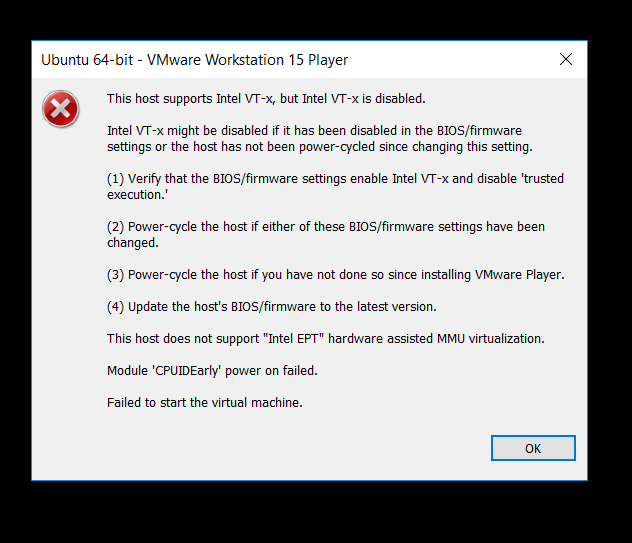 Ubuntu 64-bit - VMware Workstation 15 Player
This host supports Intel VT-x, but Intel VT-x is disabled.
Intel VT-x might be disabled if it has been disabled in the BIOS/firmware
settings or the host has not been power-cycled since changing this setting.
(1) Verify that the BIOS/firmware settings enable Intel VT-x and disable 'trusted
execution.'
(2) Power-cycle the host if either of these BIOS/firmware settings have been
changed.
(3) Power-cycle the host if you have not done so since installing VMware Player.
(4) Update the host's BIOS/firmware to the latest version.
This host does not support "Intel EPT" hardware assisted MMU virtualization.
Module 'CPUIDEarly' power on failed.
Failed to start the virtual machine.
OK